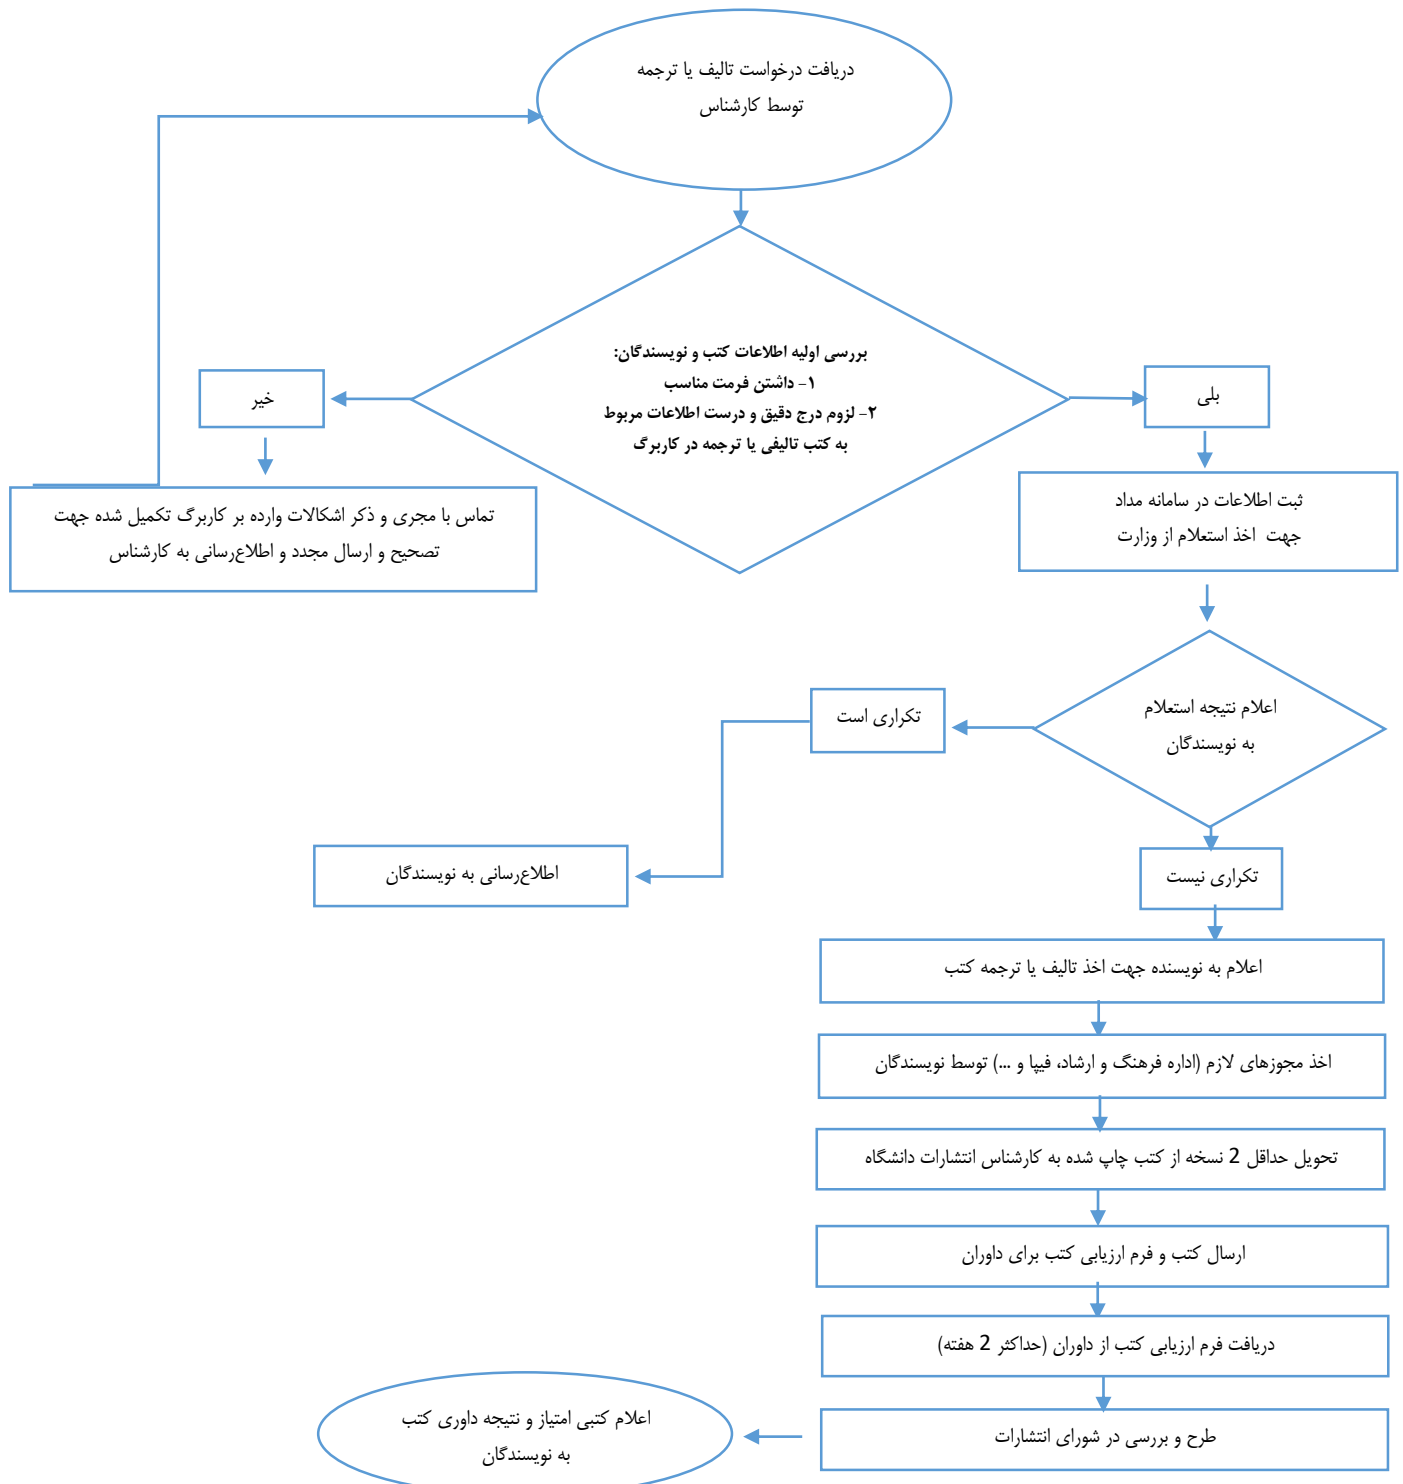 دریافت درخواست تالیف یا ترجمه
توسط کارشناس
بررسی اولیه اطلاعات کتب و نویسندگان:
۱- داشتن فرمت مناسب
۲- لزوم درج دقیق و درست اطلاعات مربوط
به کتب تالیفی یا ترجمه در کاربرگ
بلی
خیر
ثبت اطلاعات در سامانه مداد
جهت اخذ استعلام از وزارت
تماس با مجری و ذکر اشکالات وارده بر کاربرگ تکمیل شده جهت
تصحیح و ارسال مجدد و اطلاع‌رسانی به کارشناس
اعلام نتیجه استعلام
به نویسندگان
تکراری است
اطلاع‌رسانی به نویسندگان
تکراری نیست
اعلام به نویسنده جهت اخذ تالیف یا ترجمه کتب
اخذ مجوزهای لازم (اداره فرهنگ و ارشاد، فیپا و ...) توسط نویسندگان
تحویل حداقل 2 نسخه از کتب چاپ شده به کارشناس انتشارات دانشگاه
ارسال کتب و فرم ارزیابی کتب برای داوران
دریافت فرم ارزیابی کتب از داوران (حداکثر 2 هفته)
طرح و بررسی در شورای انتشارات
اعلام کتبی امتیاز و نتیجه داوری کتب
به نویسندگان